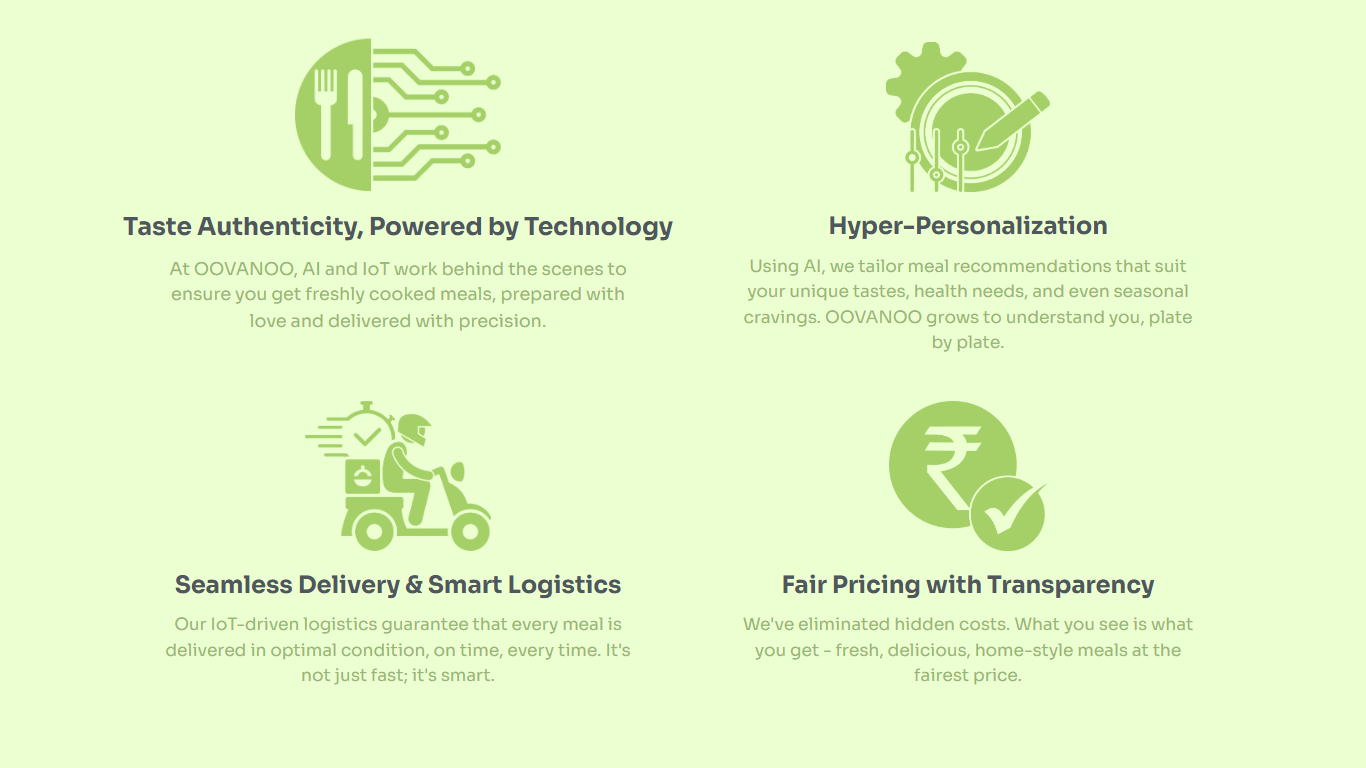 Taste Authenticity, Powered by Technology
At OOVANOO, AI and IoT work behind the scenes to
ensure you get freshly cooked meals, prepared with
love and delivered with precision.
Hyper-Personalization
Using AI, we tailor meal recommendations that suit
your unique tastes, health needs, and even seasonal
cravings. OOVANOO grows to understand you, plate
by plate.
Seamless Delivery & Smart Logistics
Our IoT-driven logistics guarantee that every meal is
delivered in optimal condition, on time, every time. It's
not just fast; it's smart.
₹
Fair Pricing with Transparency
We've eliminated hidden costs. What you see is what
you get - fresh, delicious, home-style meals at the
fairest price.